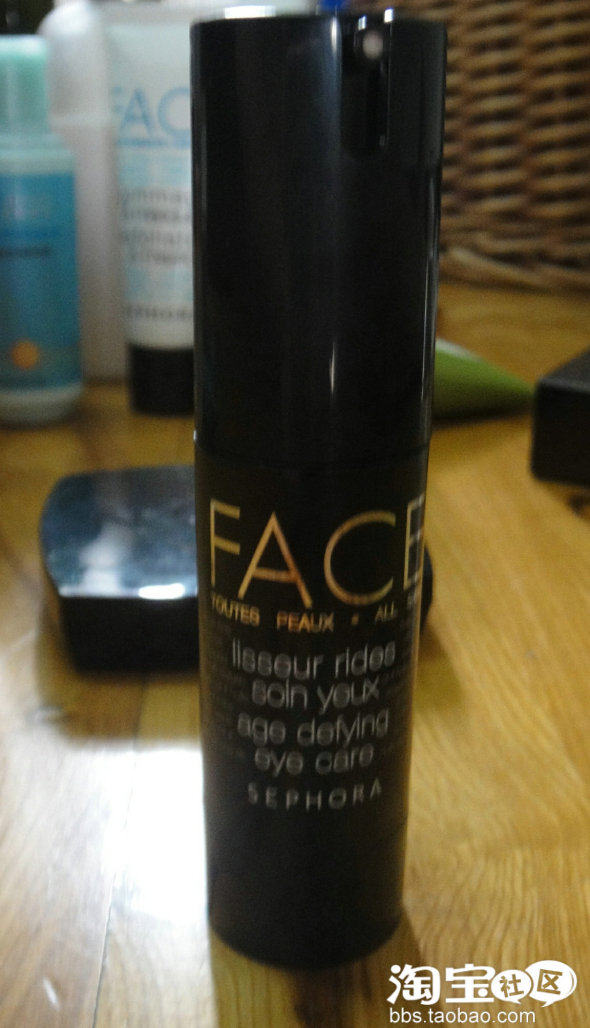 FAC
FACE
TOUTES PEAUX • ALL
lisseur rides
soin yeux
age defying
eye care
SEPHORA
淘宝社区
bbs.taobao.com